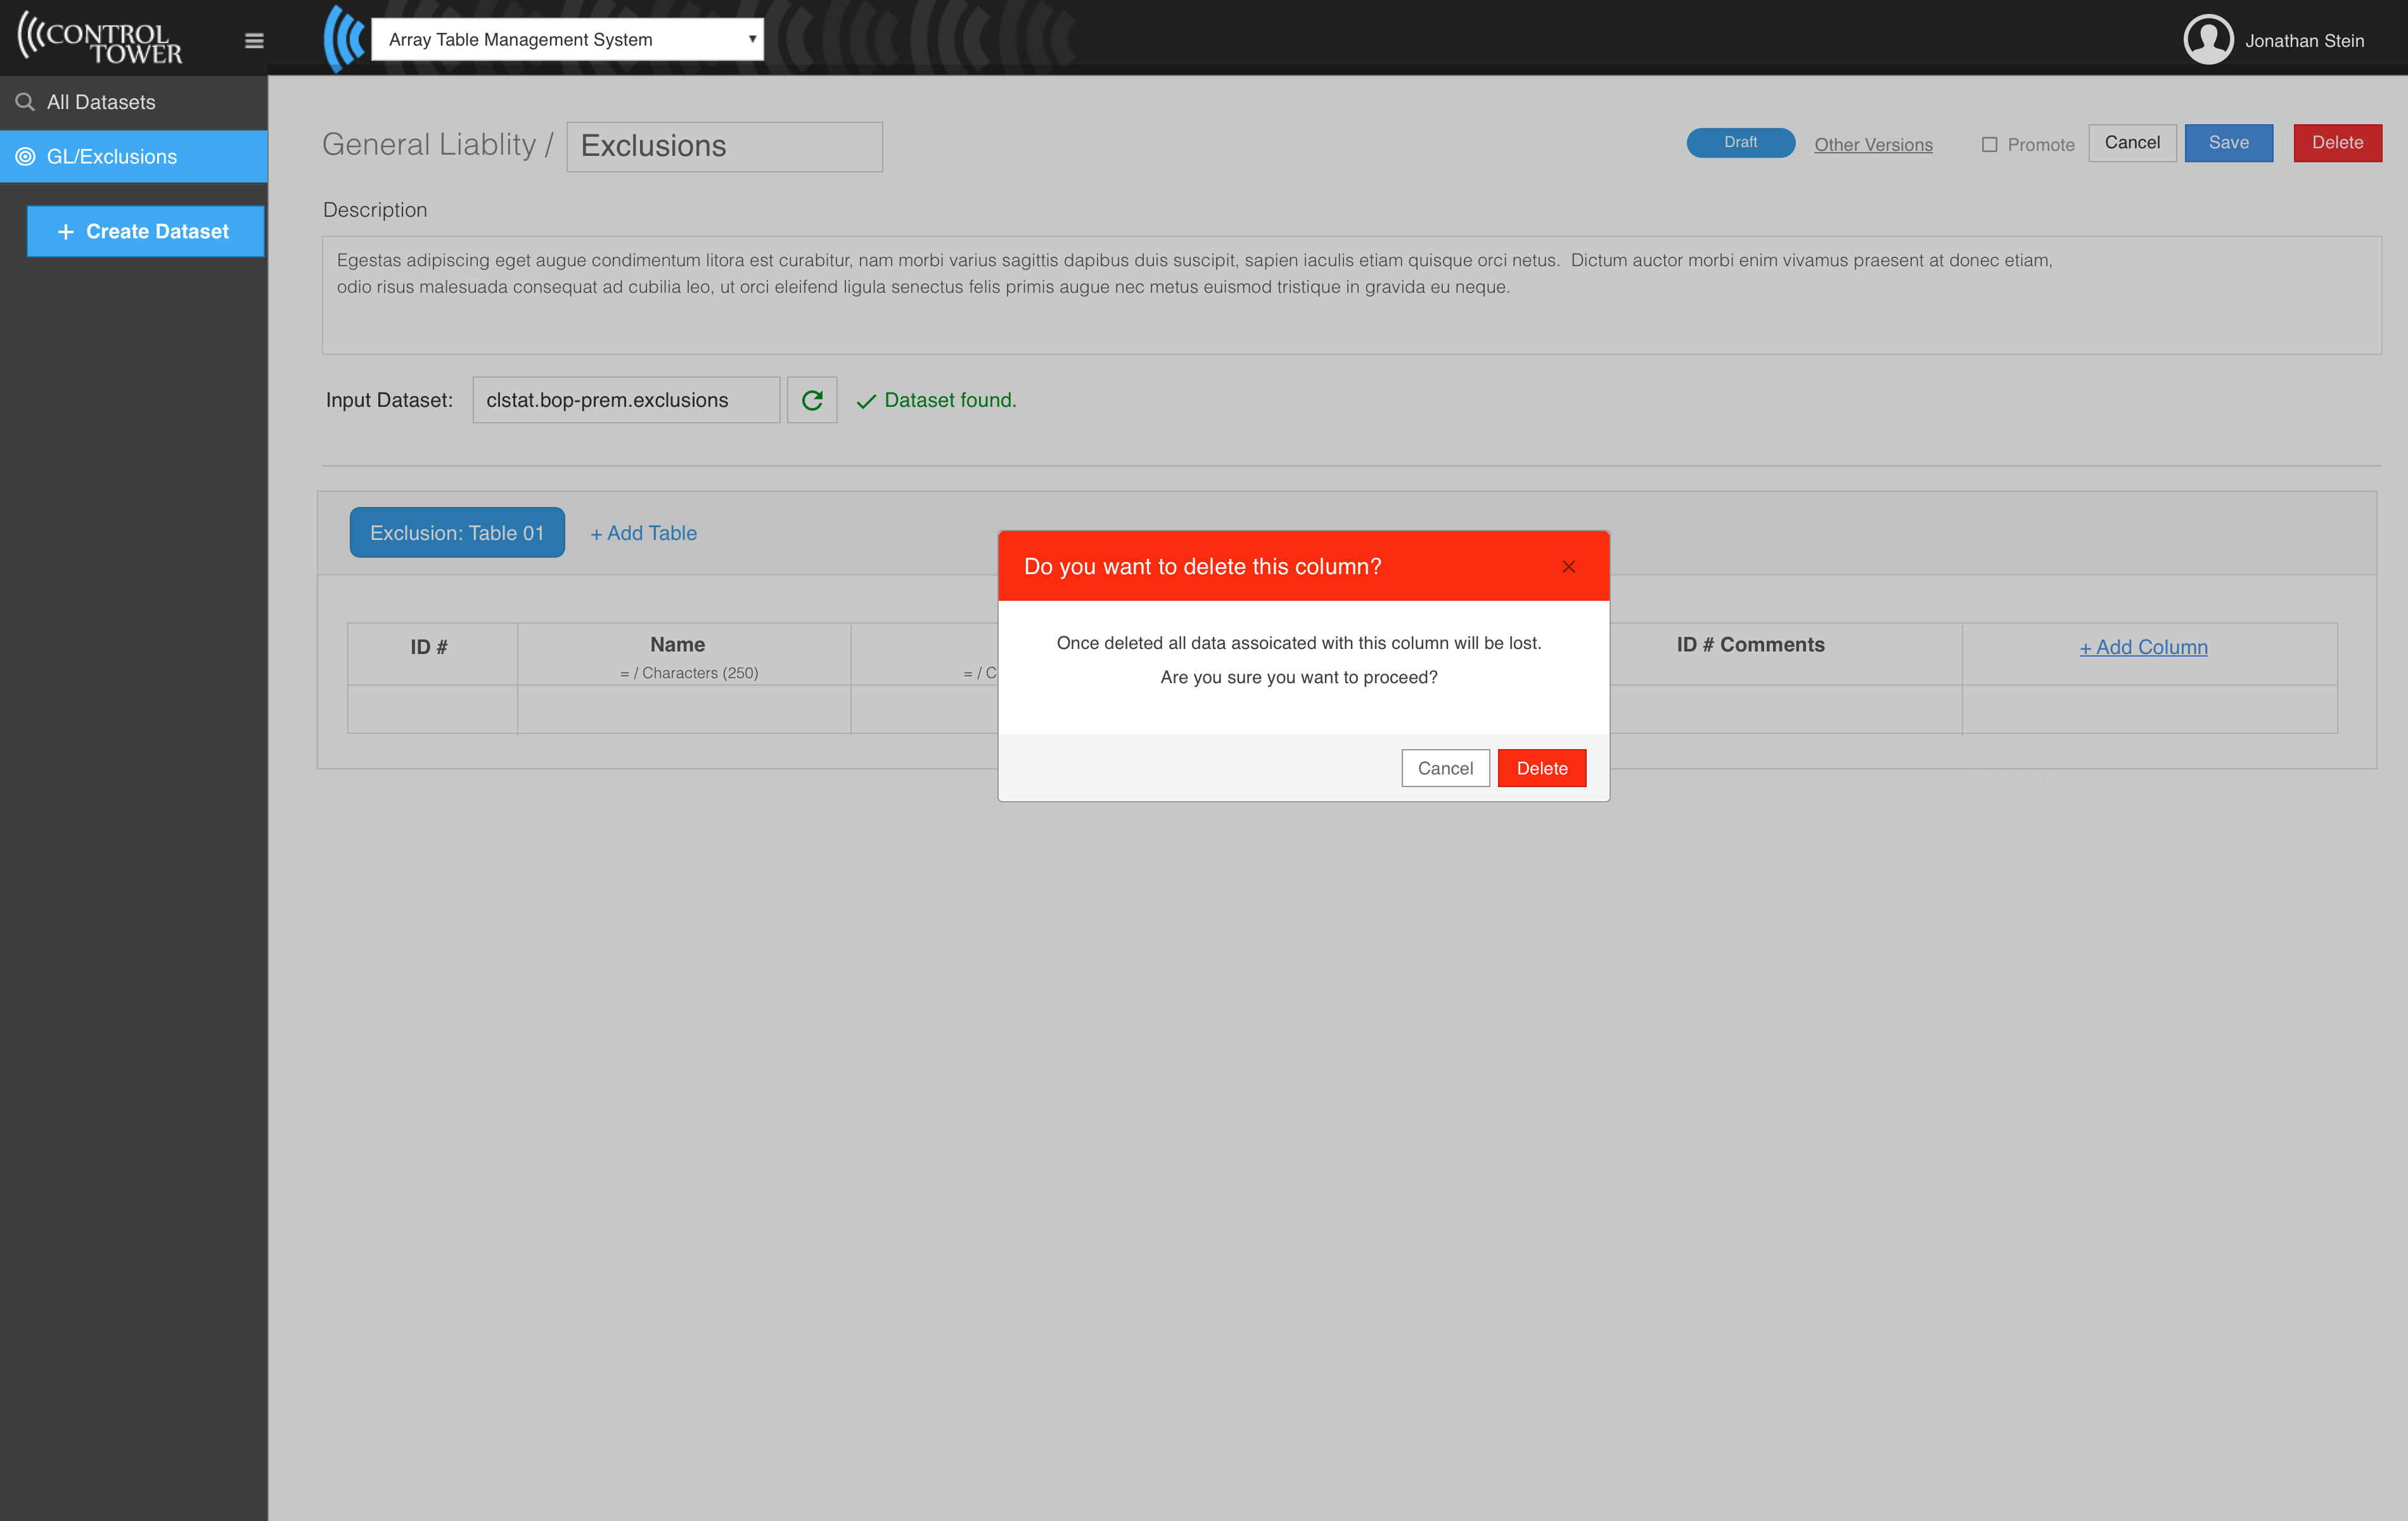 CONTROL TOWER
Array Table Management System
Jonathan Stein
All Datasets
GL/Exclusions
+ Create Dataset
General Liablity / Exclusions
Draft
Other Versions
Promote
Cancel
Save
Delete
Description
Egestas adipiscing eget augue condimentum litora est curabitur, nam morbi varius sagittis dapibus duis suscipit, sapien iaculis etiam quisque orci netus.  Dictum auctor morbi enim vivamus praesent at donec etiam,
odio risus malesuada consequat ad cubilia leo, ut orci eleifend ligula senectus felis primis augue nec metus euismod tristique in gravida eu neque.
Input Dataset: clstat.bop-prem.exclusions
Dataset found.
Exclusion: Table 01
+ Add Table
Do you want to delete this column?
Once deleted all data assoicated with this column will be lost.
Are you sure you want to proceed?
Cancel
Delete
ID #
Name
= / Characters (250)
= / C
ID # Comments
+ Add Column